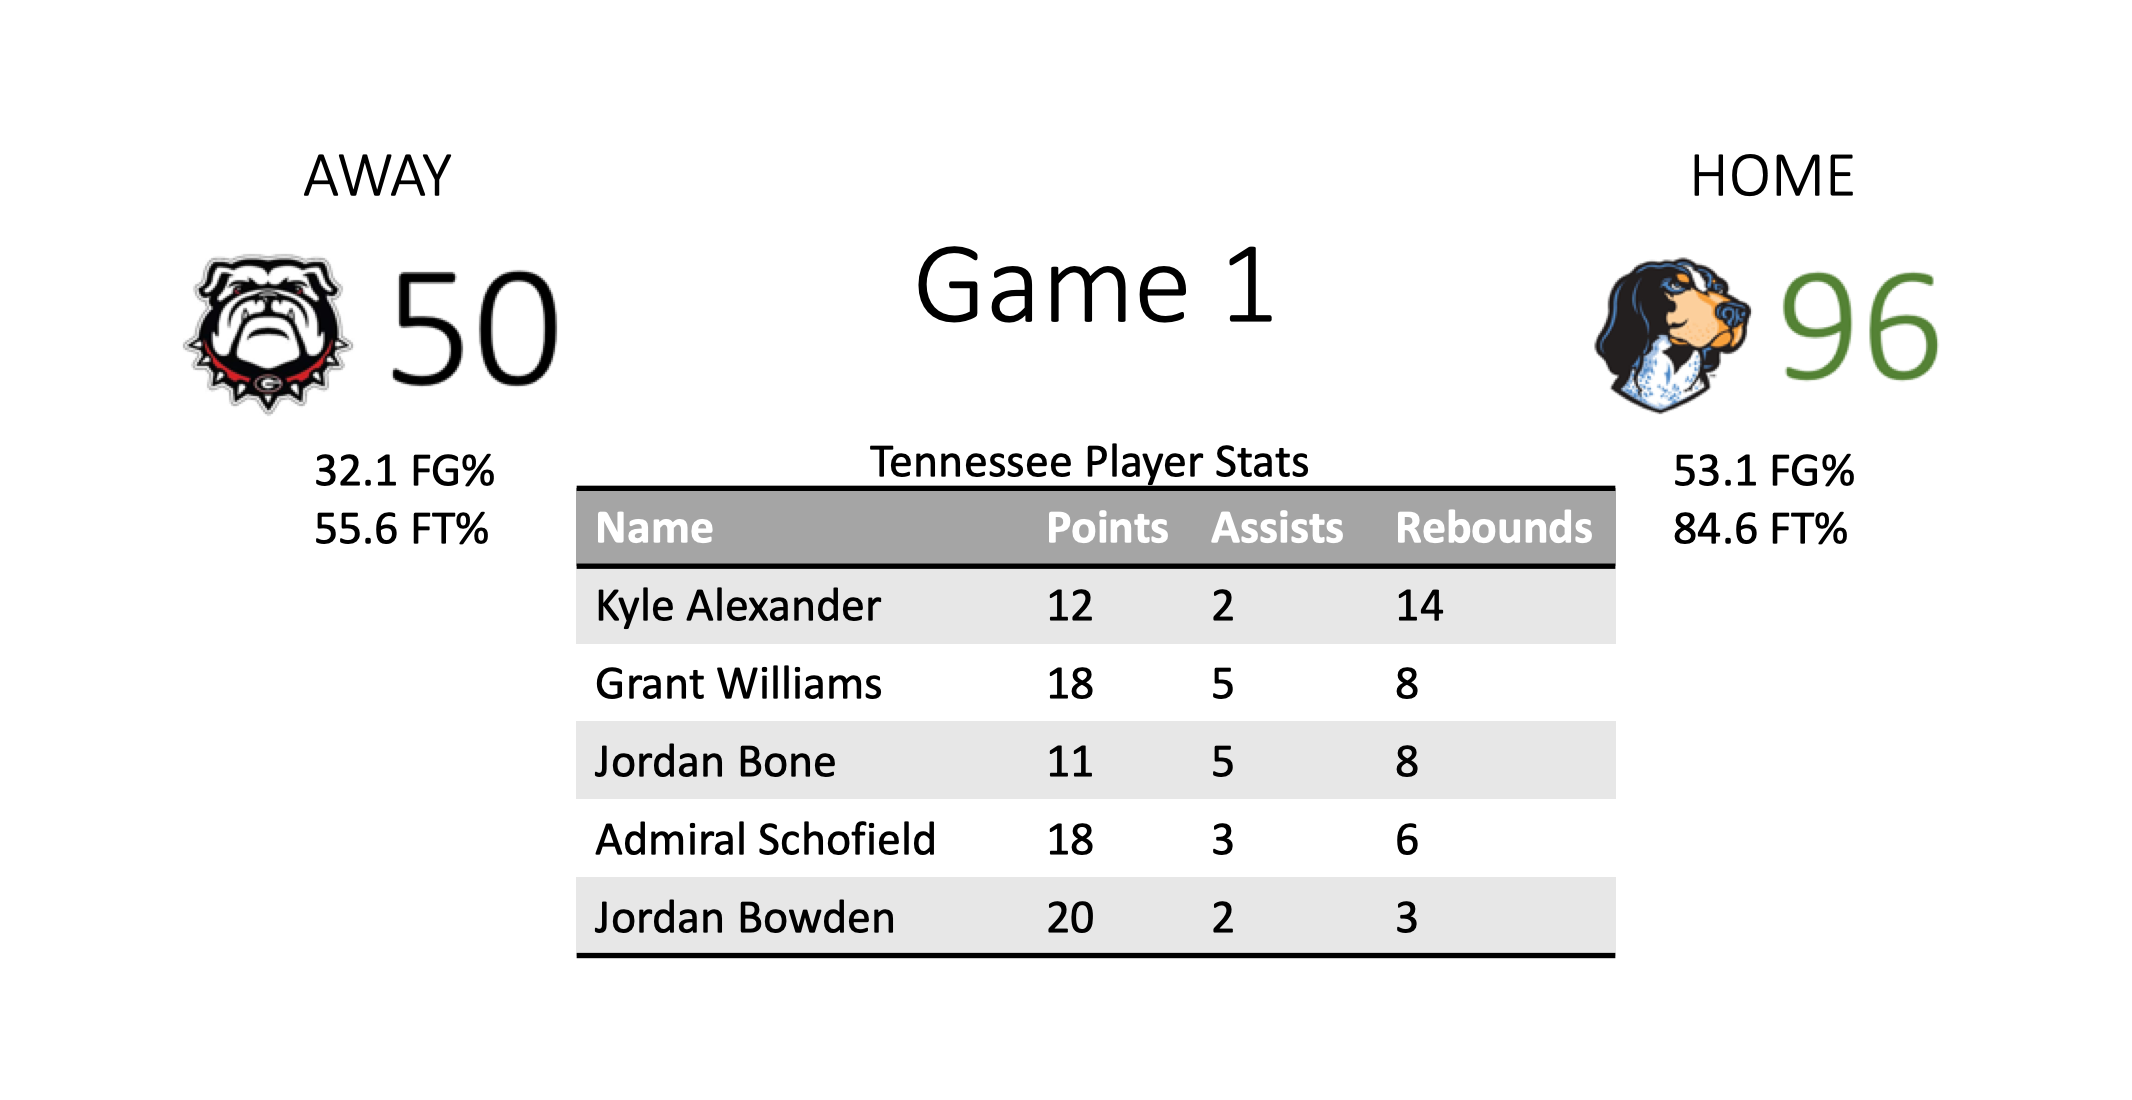 AWAY
HOME
50
Game 1
96
32.1 FG%
55.6 FT%
53.1 FG%
84.6 FT%
Tennessee Player Stats
Name Points Assists Rebounds
Kyle Alexander 12 2 14
Grant Williams 18 5 8
Jordan Bone 11 5 8
Admiral Schofield 18 3 6
Jordan Bowden 20 2 3
G